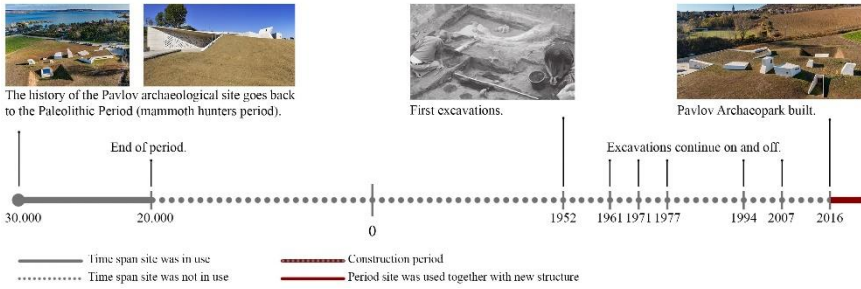 The history of the Pavlov archaeological site goes back
to the Paleolithic Period (mammoth hunters period).
First excavations.
Pavlov Archaeopark built.
End of period.
Excavations continue on and off.
30.000
20.000
0
1952
1961
1971
1977
1994
2007
2016
Time span site was in use
Construction period
Time span site was not in use
Period site was used together with new structure